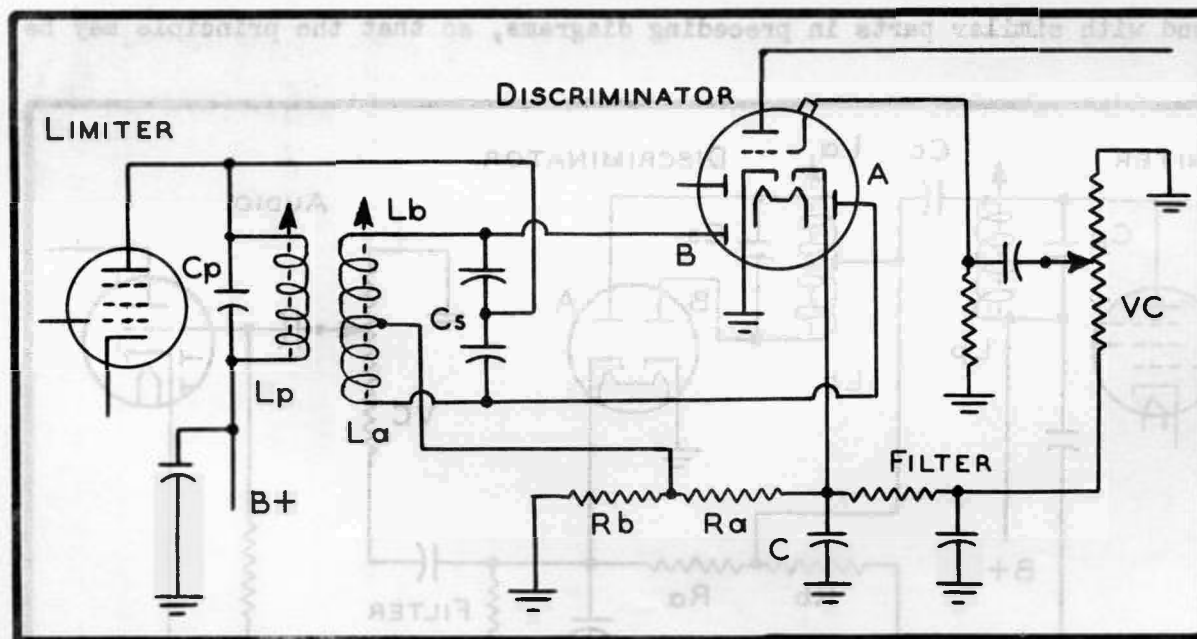 with similar parts in preceding diagrams, so that the principle may be
DISCRIMINATOR
LIMITER
A
Lb
B
Cp
Cs
VC
Lp
La
FILTER
B+
Rb
Ra
C